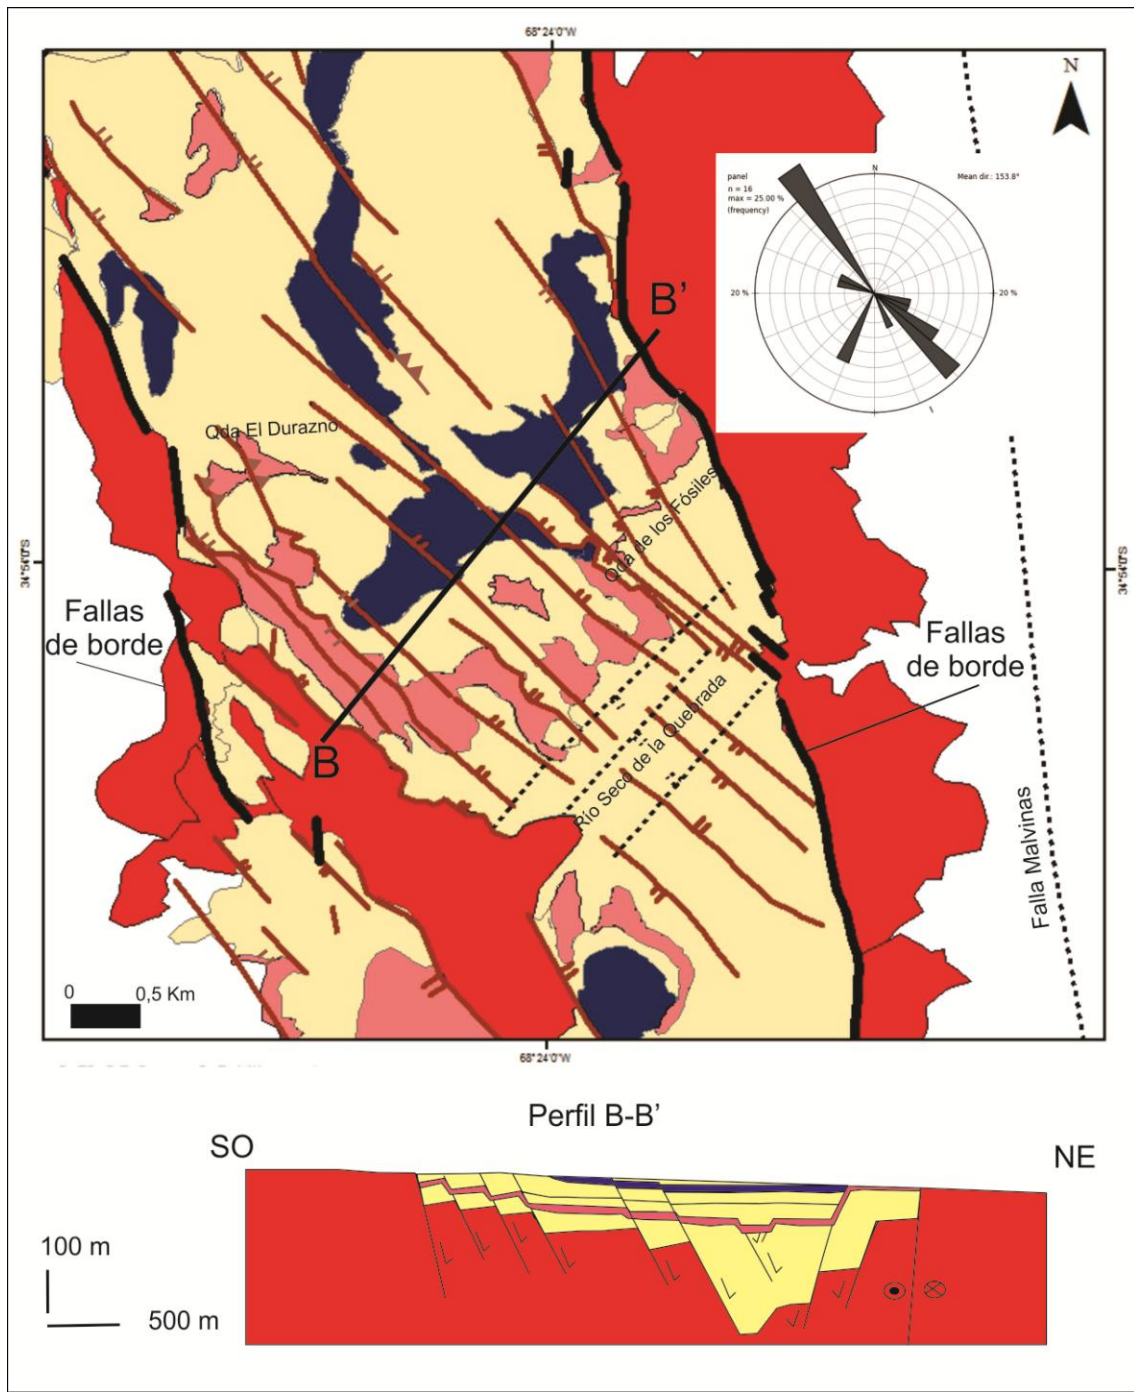 68°24'0"W
N
panel
n = 16
max = 25.00 %
(frequency)
N
Mean dir.: 153.8°
20 %
20 %
B'
Qda El Durazno
Qda de los Fósiles
34°54'0"S
34°54'0"S
Fallas
de borde
Fallas
de borde
B
Río Seco de la Quebrada
Falla Malvinas
0
0,5 Km
68°24'0"W
Perfil B-B'
SO
NE
100 m
500 m